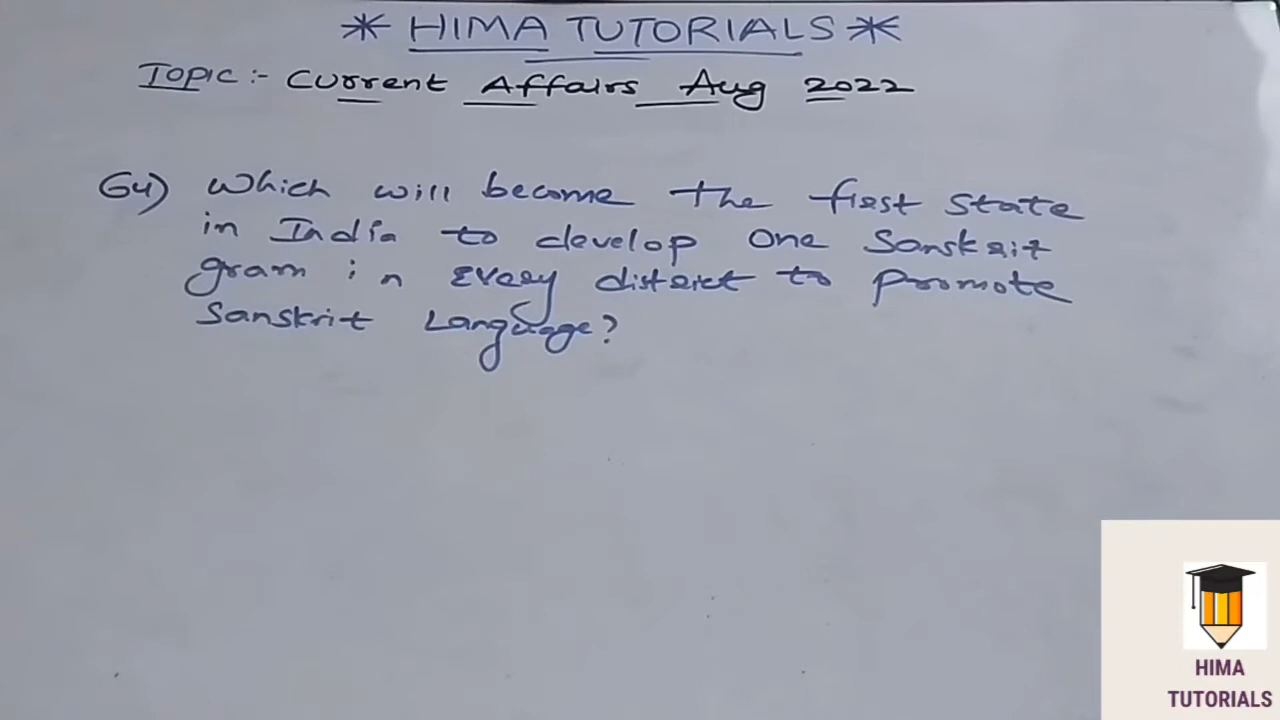 * HIMA TUTORIALS *
Topic:- Current Affairs Aug 2022
64) Which will become the first state
in India to develop one Sanskrit
gram in Every district to promote
Sanskrit Language?
HIMA
TUTORIALS